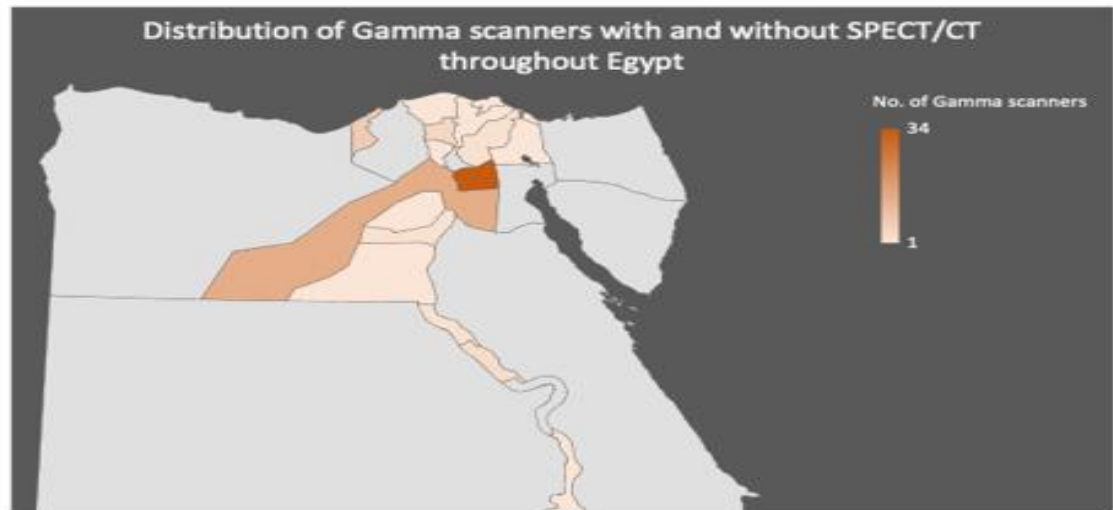 Distribution of Gamma scanners with and without SPECT/CT
throughout Egypt
No. of Gamma scanners
34
1